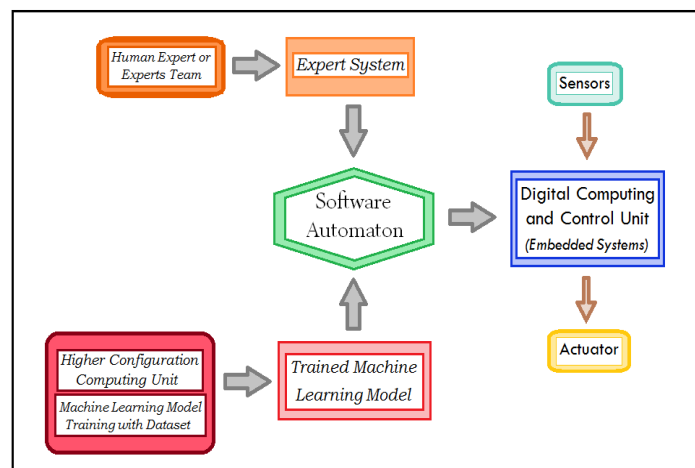 Human Expert or
Experts Team
Expert System
Sensors
Software
Automaton
Digital Computing
and Control Unit
(Embedded Systems)
Higher Configuration
Computing Unit
Machine Learning Model
Training with Dataset
Trained Machine
Learning Model
Actuator